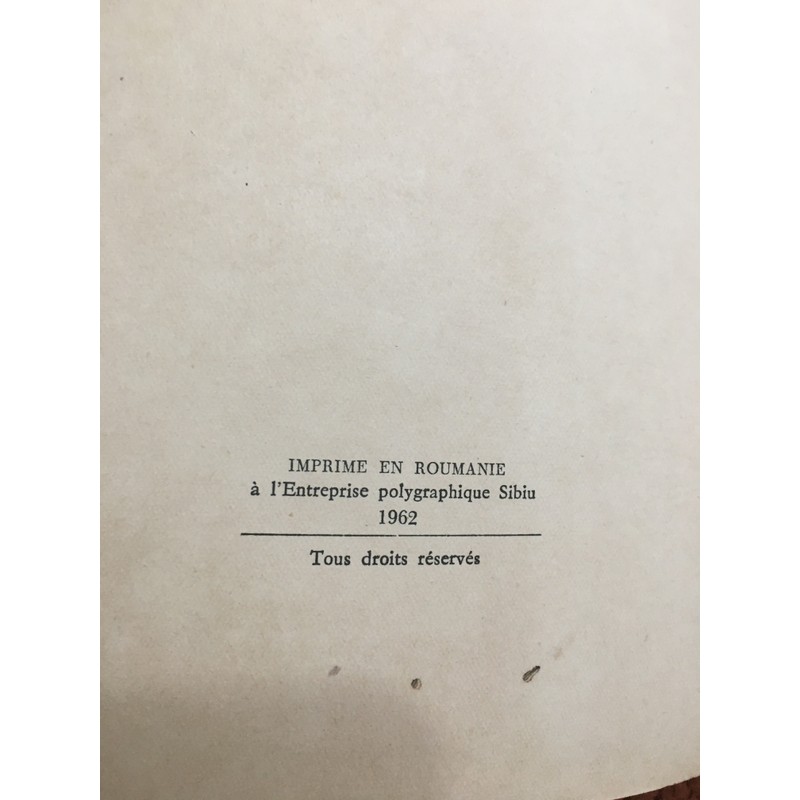 IMPRIME EN ROUMANIE
à l'Entreprise polygraphique Sibiu
1962
Tous droits réservés